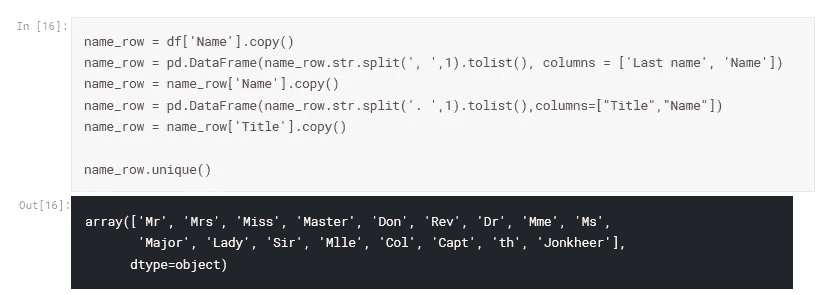 In [16]:
name_row = df['Name'].copy()
name_row = pd.DataFrame(name_row.str.split(', ',1).tolist(), columns = ['Last name', 'Name'])
name_row = name_row['Name'].copy()
name_row = pd.DataFrame(name_row.str.split('. ',1).tolist(),columns=["Title","Name"])
name_row = name_row['Title'].copy()
name_row.unique()
Out[16]:
array(['Mr', 'Mrs', 'Miss', 'Master', 'Don', 'Rev', 'Dr', 'Mme', 'Ms',
'Major', 'Lady', 'Sir', 'Mlle', 'Col', 'Capt', 'th', 'Jonkheer'],
dtype=object)